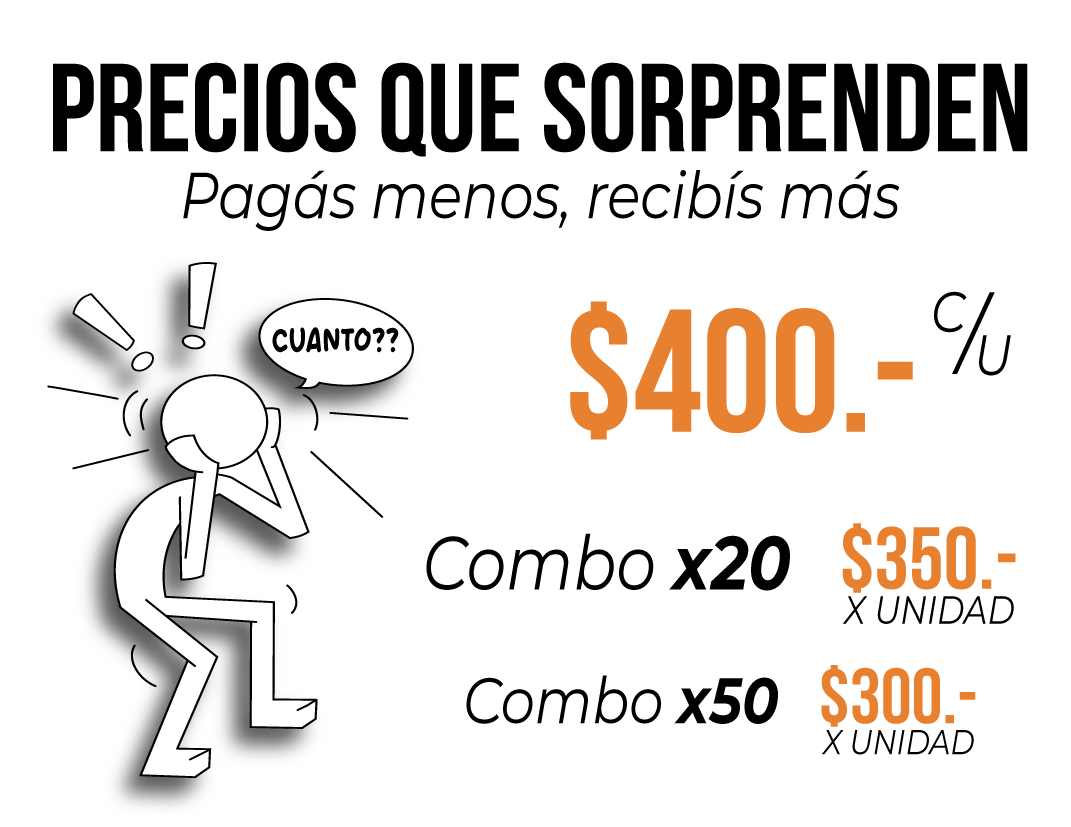 PRECIOS QUE SORPRENDEN
Pagás menos, recibís más
CUANTO??
$400.- C/U
Combo x20 $350.-
X UNIDAD
Combo x50 $300.-
X UNIDAD